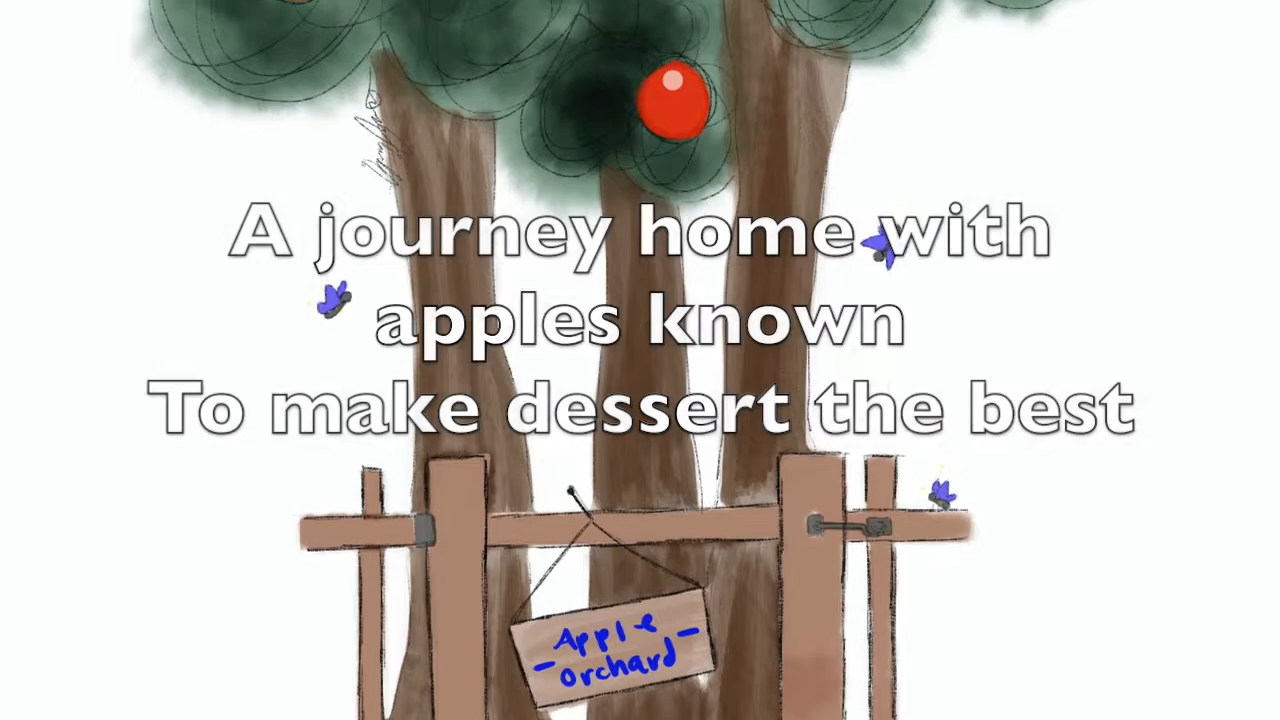 A journey home with
apples known
To make dessert the best
Apple
- orchard -